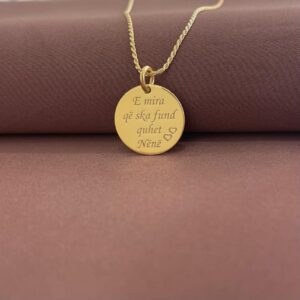 E mira
që ska fund
quhet
Nënë